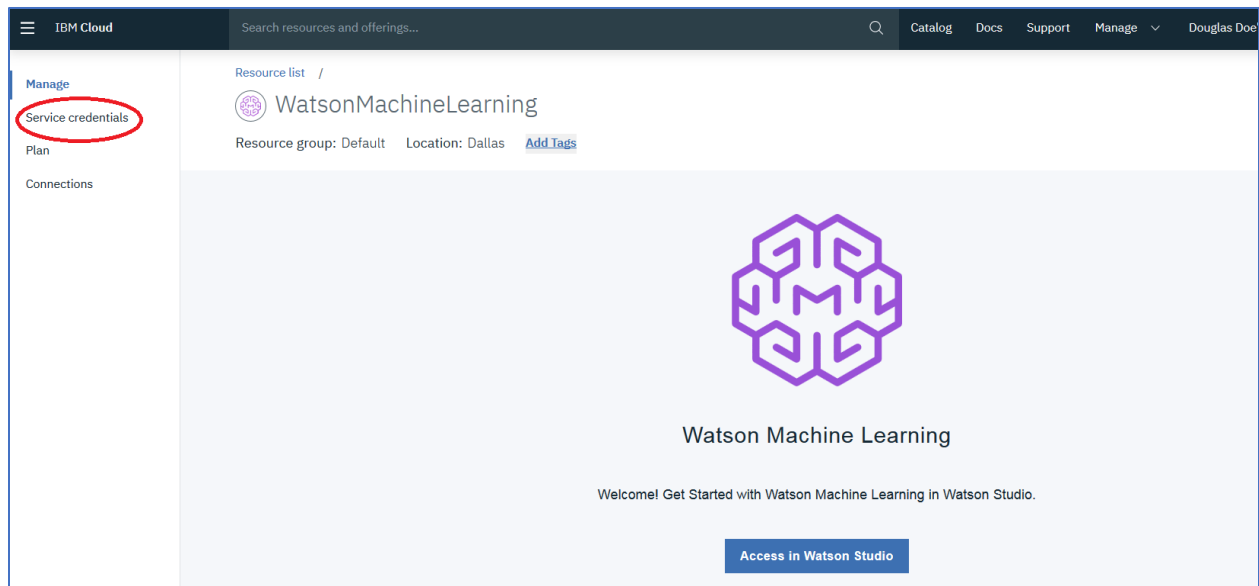 IBM Cloud
Search resources and offerings...
Catalog
Docs
Support
Manage
Douglas Doe'
Manage
Service credentials
Plan
Connections
Resource list /
WatsonMachineLearning
Resource group: Default Location: Dallas Add Tags
Watson Machine Learning
Welcome! Get Started with Watson Machine Learning in Watson Studio.
Access in Watson Studio